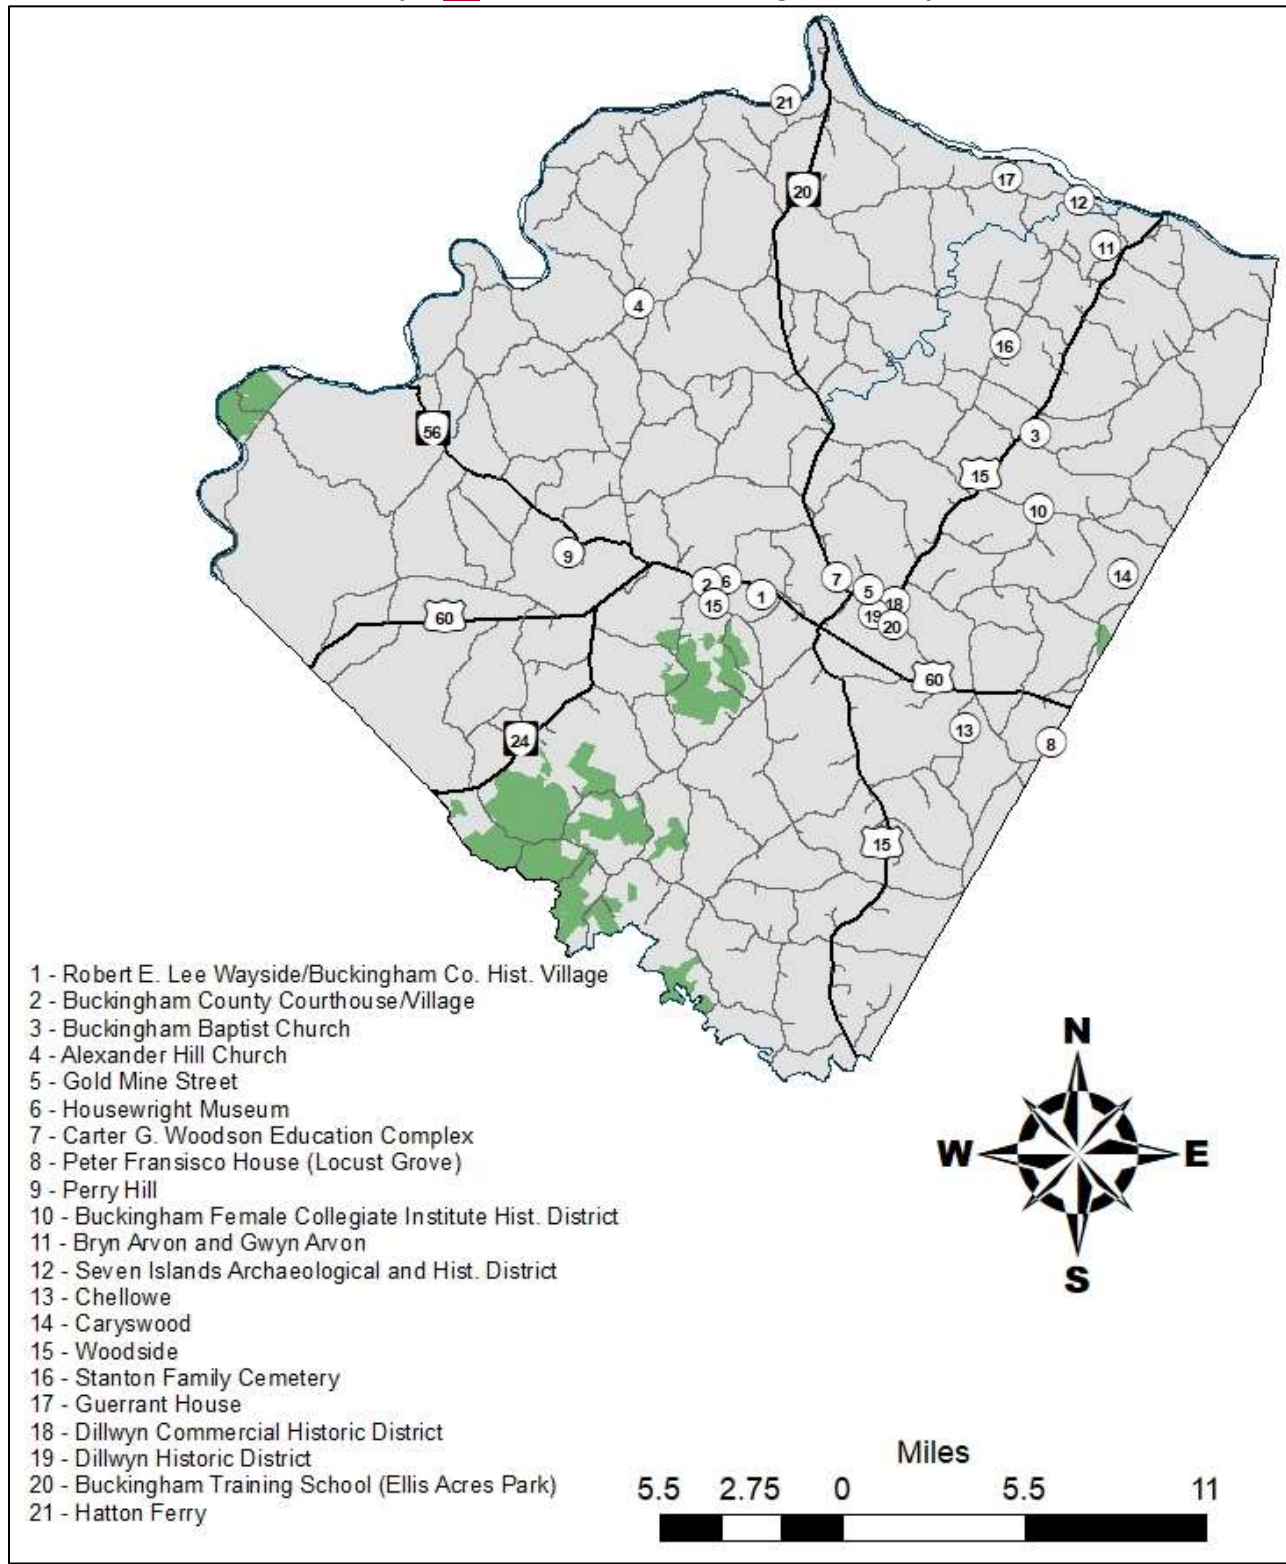 21
17
20
12
11
4
16
56
3
15
10
9
14
2
6
7
5
1
15
18
19
20
60
60
13
8
24
15
1 - Robert E. Lee Wayside/Buckingham Co. Hist. Village
2 - Buckingham County Courthouse/Village
3 - Buckingham Baptist Church
4 - Alexander Hill Church
5 - Gold Mine Street
6 - Housewright Museum
7 - Carter G. Woodson Education Complex
8 - Peter Fransisco House (Locust Grove)
9 - Perry Hill
10 - Buckingham Female Collegiate Institute Hist. District
11 - Bryn Arvon and Gwyn Arvon
12 - Seven Islands Archaeological and Hist. District
13 - Chellowe
14 - Caryswood
15 - Woodside
16 - Stanton Family Cemetery
17 - Guerrant House
18 - Dillwyn Commercial Historic District
19 - Dillwyn Historic District
20 - Buckingham Training School (Ellis Acres Park)
21 - Hatton Ferry
N
W E
S
Miles
5.5 2.75 0 5.5 11